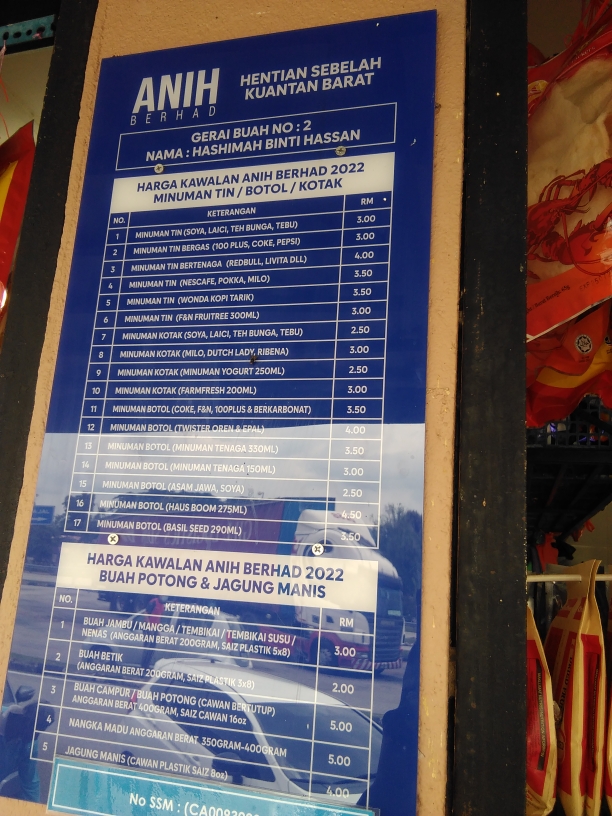 ANIH
BERHAD
HENTIAN SEBELAH
KUANTAN BARAT
GERAI BUAH NO : 2
NAMA : HASHIMAH BINTI HASSAN
HARGA KAWALAN ANIH BERHAD 2022
MINUMAN TIN / BOTOL / KOTAK
NO. KETERANGAN RM
1 MINUMAN TIN (SOYA, LAICI, TEH BUNGA, TEBU) 3.00
2 MINUMAN TIN BERGAS (100 PLUS, COKE, PEPSI) 3.00
3 MINUMAN TIN BERTENAGA (REDBULL, LIVITA DLL) 4.00
4 MINUMAN TIN (NESCAFE, POKKA, MILO) 3.50
5 MINUMAN TIN (WONDA KOPI TARIK) 3.50
6 MINUMAN TIN (F&N FRUITREE 300ML) 3.00
7 MINUMAN KOTAK (SOYA, LAICI, TEH BUNGA, TEBU) 2.50
8 MINUMAN KOTAK (MILO, DUTCH LADY, RIBENA) 3.00
9 MINUMAN KOTAK (MINUMAN YOGURT 250ML) 2.50
10 MINUMAN KOTAK (FARMFRESH 200ML) 3.00
11 MINUMAN BOTOL (COKE, F&N, 100PLUS & BERKARBONAT) 3.50
12 MINUMAN BOTOL (TWISTER OREN & EPAL) 4.00
13 MINUMAN BOTOL (MINUMAN TENAGA 330ML) 3.50
14 MINUMAN BOTOL (MINUMAN TENAGA 150ML) 3.00
15 MINUMAN BOTOL (ASAM JAWA, SOYA) 2.50
16 MINUMAN BOTOL (HAUS BOOM 275ML) 4.50
17 MINUMAN BOTOL (BASIL SEED 290ML) 3.50
HARGA KAWALAN ANIH BERHAD 2022
BUAH POTONG & JAGUNG MANIS
NO. KETERANGAN RM
1 BUAH JAMBU / MANGGA / TEMBIKAI / TEMBIKAI SUSU /
NENAS (ANGGARAN BERAT 200GRAM, SAIZ PLASTIK 5x8) 3.00
2 BUAH BETIK
(ANGGARAN BERAT 200GRAM, SAIZ PLASTIK 3x8) 2.00
3 BUAH CAMPUR / BUAH POTONG (CAWAN BERTUTUP)
ANGGARAN BERAT 400GRAM, SAIZ CAWAN 16oz 5.00
4 NANGKA MADU ANGGARAN BERAT 350GRAM-400GRAM 5.00
5 JAGUNG MANIS (CAWAN PLASTIK SAIZ 8oz) 4.00
No SSM :